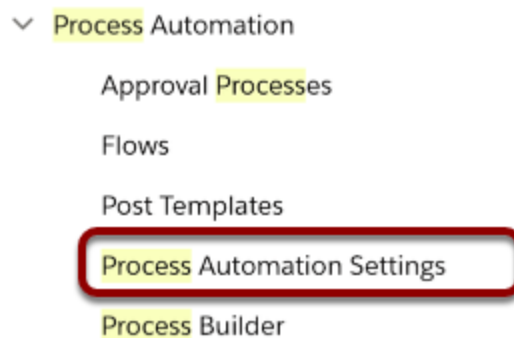 Process Automation
Approval Processes
Flows
Post Templates
Process Automation Settings
Process Builder